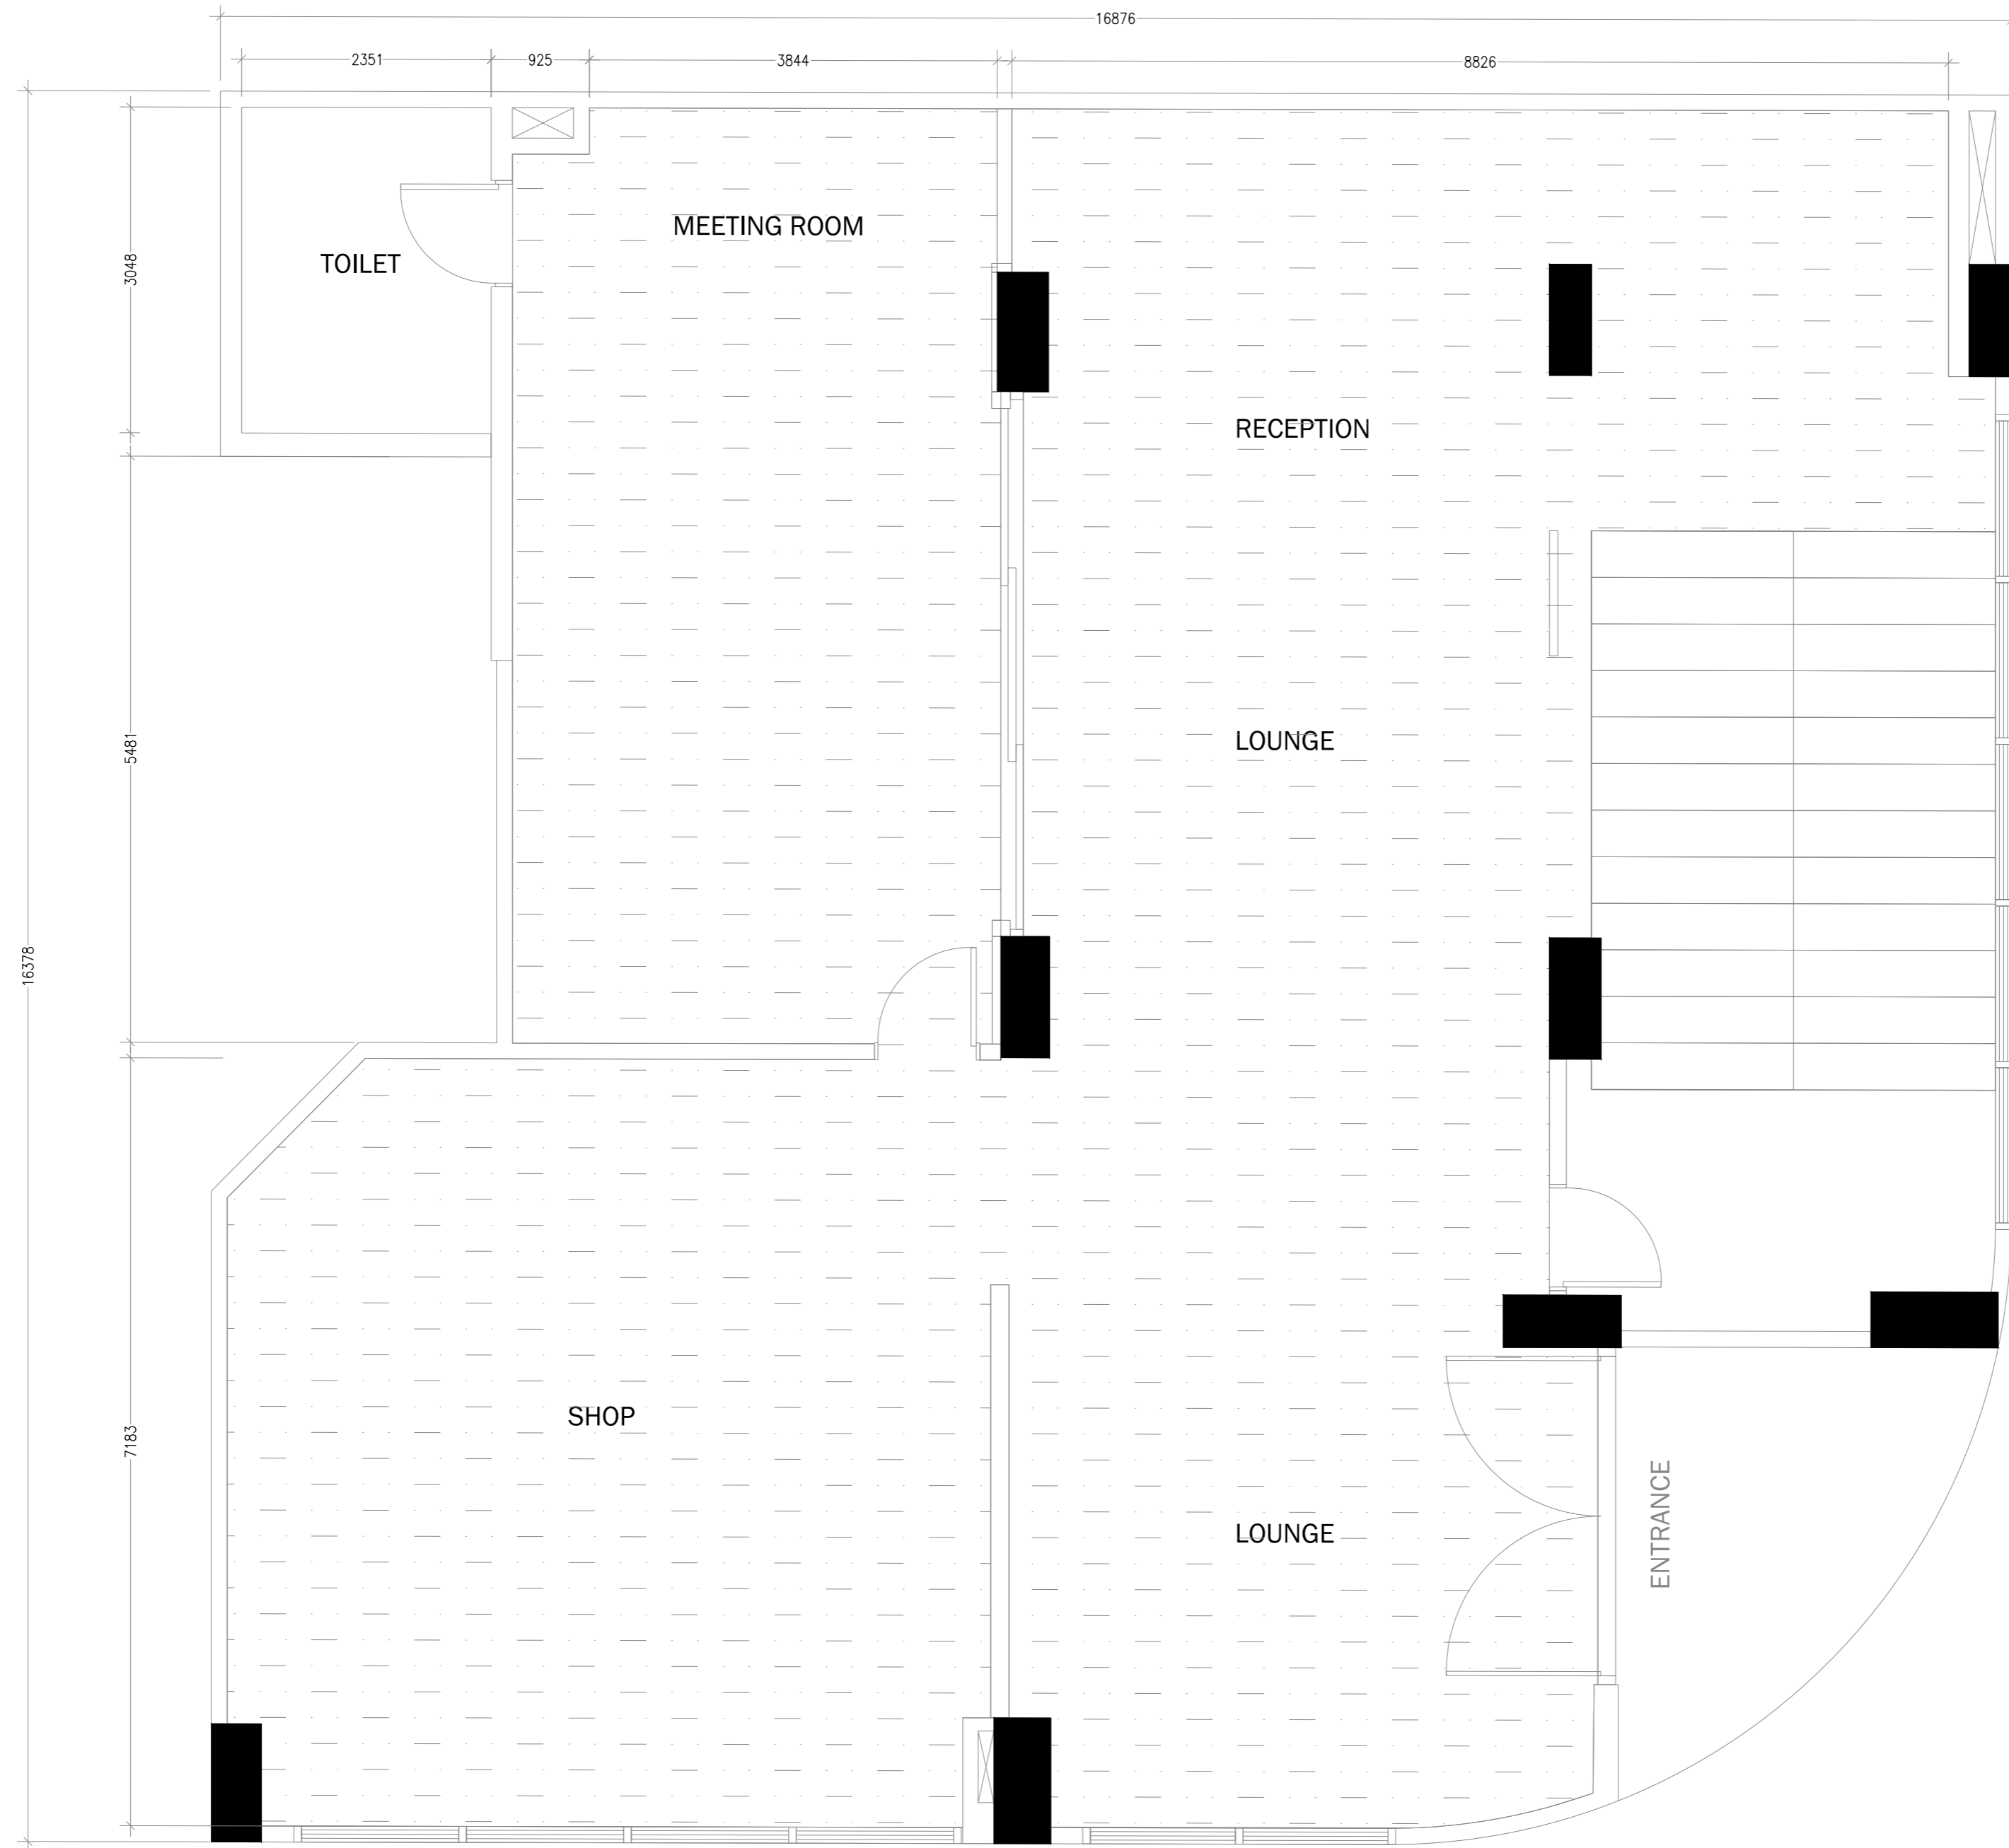 16876
2351
925
3844
8826
MEETING ROOM
TOILET
3048
RECEPTION
LOUNGE
5481
16378
SHOP
7183
LOUNGE
ENTRANCE